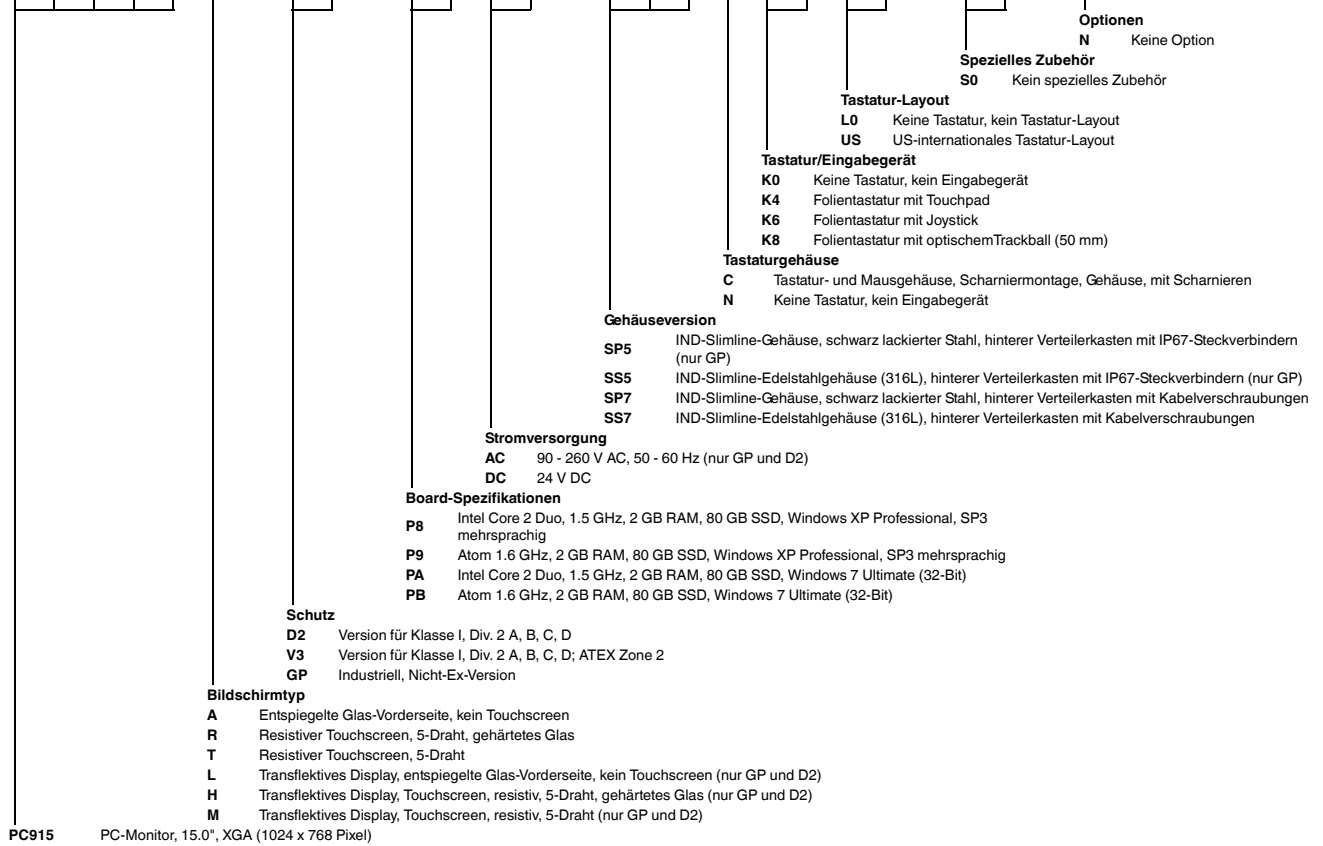 Optionen
N Keine Option
Spezielles Zubehör
S0 Kein spezielles Zubehör
Tastatur-Layout
L0 Keine Tastatur, kein Tastatur-Layout
US US-internationales Tastatur-Layout
Tastatur/Eingabegerät
K0 Keine Tastatur, kein Eingabegerät
K4 Folientastatur mit Touchpad
K6 Folientastatur mit Joystick
K8 Folientastatur mit optischemTrackball (50 mm)
Tastaturgehäuse
C Tastatur- und Mausgehäuse, Scharniermontage, Gehäuse, mit Scharnieren
N Keine Tastatur, kein Eingabegerät
Gehäuseversion
SP5 IND-Slimline-Gehäuse, schwarz lackierter Stahl, hinterer Verteilerkasten mit IP67-Steckverbindern
(nur GP)
SS5 IND-Slimline-Edelstahlgehäuse (316L), hinterer Verteilerkasten mit IP67-Steckverbindern (nur GP)
SP7 IND-Slimline-Gehäuse, schwarz lackierter Stahl, hinterer Verteilerkasten mit Kabelverschraubungen
SS7 IND-Slimline-Edelstahlgehäuse (316L), hinterer Verteilerkasten mit Kabelverschraubungen
Stromversorgung
AC 90 - 260 V AC, 50 - 60 Hz (nur GP und D2)
DC 24 V DC
Board-Spezifikationen
P8 Intel Core 2 Duo, 1.5 GHz, 2 GB RAM, 80 GB SSD, Windows XP Professional, SP3
mehrsprachig
P9 Atom 1.6 GHz, 2 GB RAM, 80 GB SSD, Windows XP Professional, SP3 mehrsprachig
PA Intel Core 2 Duo, 1.5 GHz, 2 GB RAM, 80 GB SSD, Windows 7 Ultimate (32-Bit)
PB Atom 1.6 GHz, 2 GB RAM, 80 GB SSD, Windows 7 Ultimate (32-Bit)
Schutz
D2 Version für Klasse I, Div. 2 A, B, C, D
V3 Version für Klasse I, Div. 2 A, B, C, D; ATEX Zone 2
GP Industriell, Nicht-Ex-Version
Bildschirmtyp
A Entspiegelte Glas-Vorderseite, kein Touchscreen
R Resistiver Touchscreen, 5-Draht, gehärtetes Glas
T Resistiver Touchscreen, 5-Draht
L Transflektives Display, entspiegelte Glas-Vorderseite, kein Touchscreen (nur GP und D2)
H Transflektives Display, Touchscreen, resistiv, 5-Draht, gehärtetes Glas (nur GP und D2)
M Transflektives Display, Touchscreen, resistiv, 5-Draht (nur GP und D2)
PC915 PC-Monitor, 15.0", XGA (1024 x 768 Pixel)